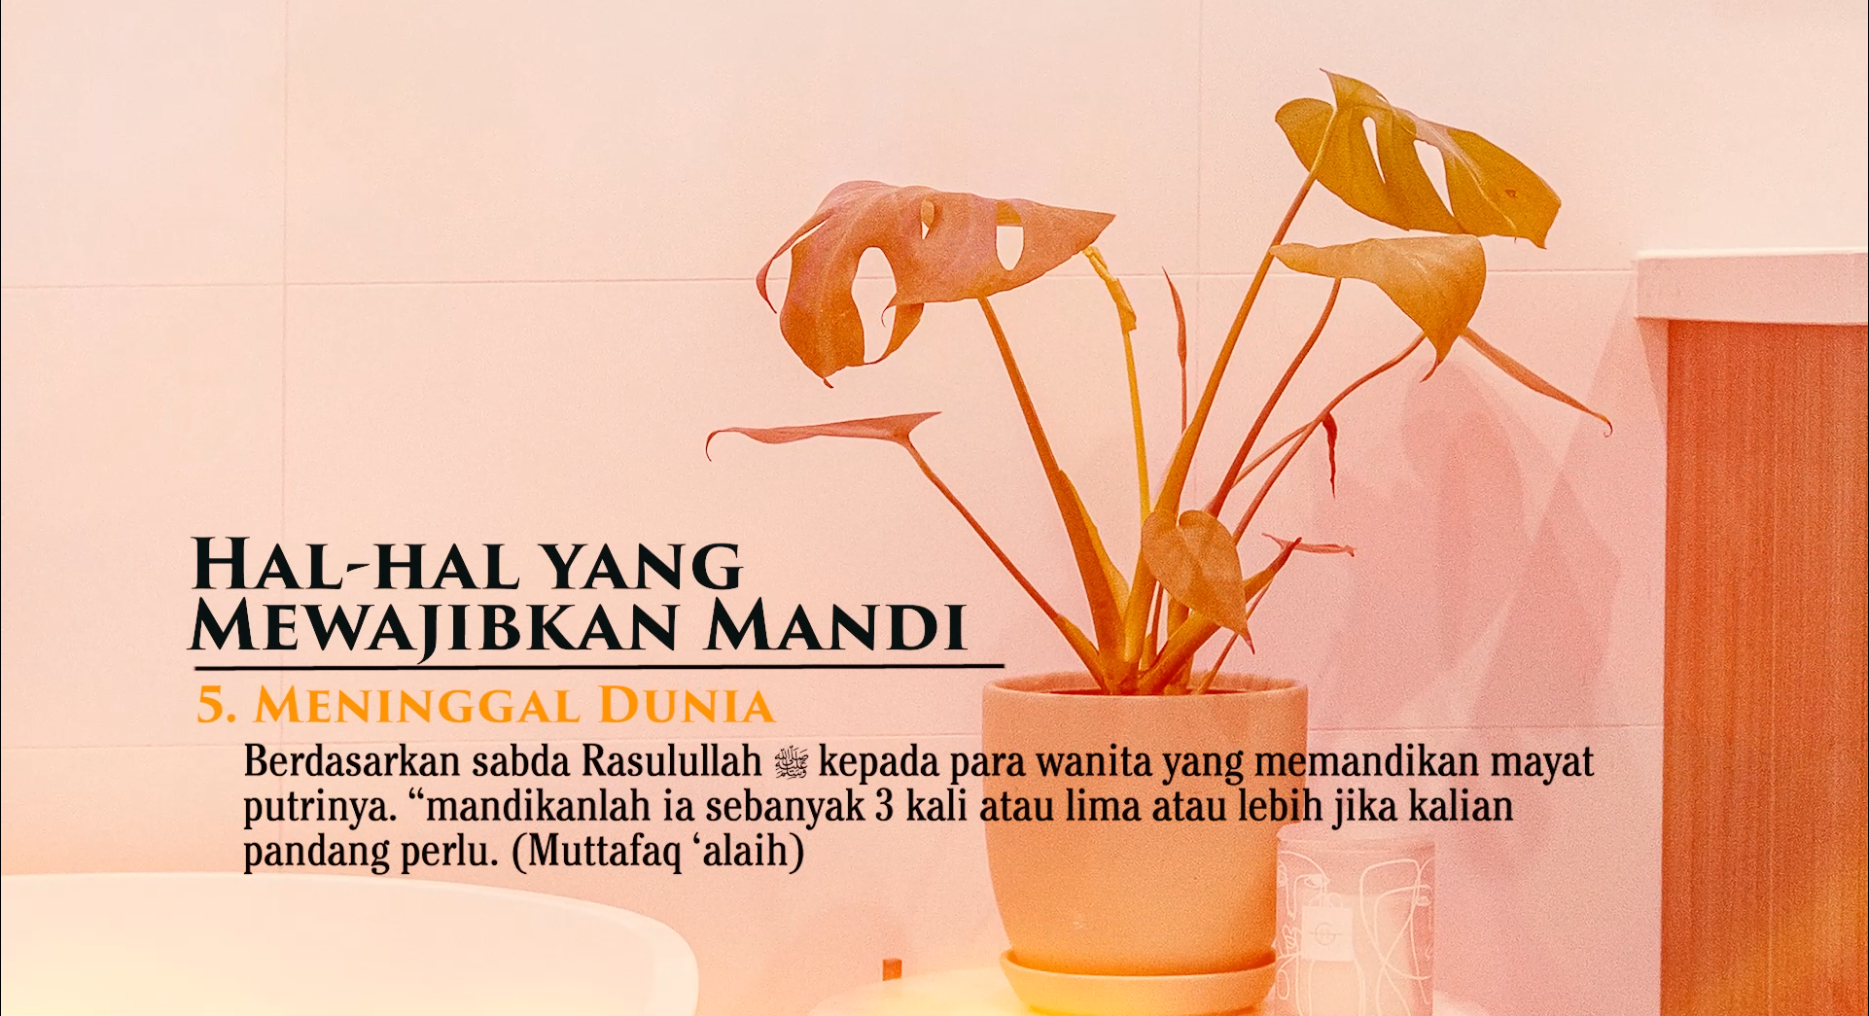 Hal-hal yang
Mewajibkan Mandi
5. Meninggal Dunia
Berdasarkan sabda Rasulullah ﷺ kepada para wanita yang memandikan mayat
putrinya. “mandikanlah ia sebanyak 3 kali atau lima atau lebih jika kalian
pandang perlu. (Muttafaq ‘alaih)